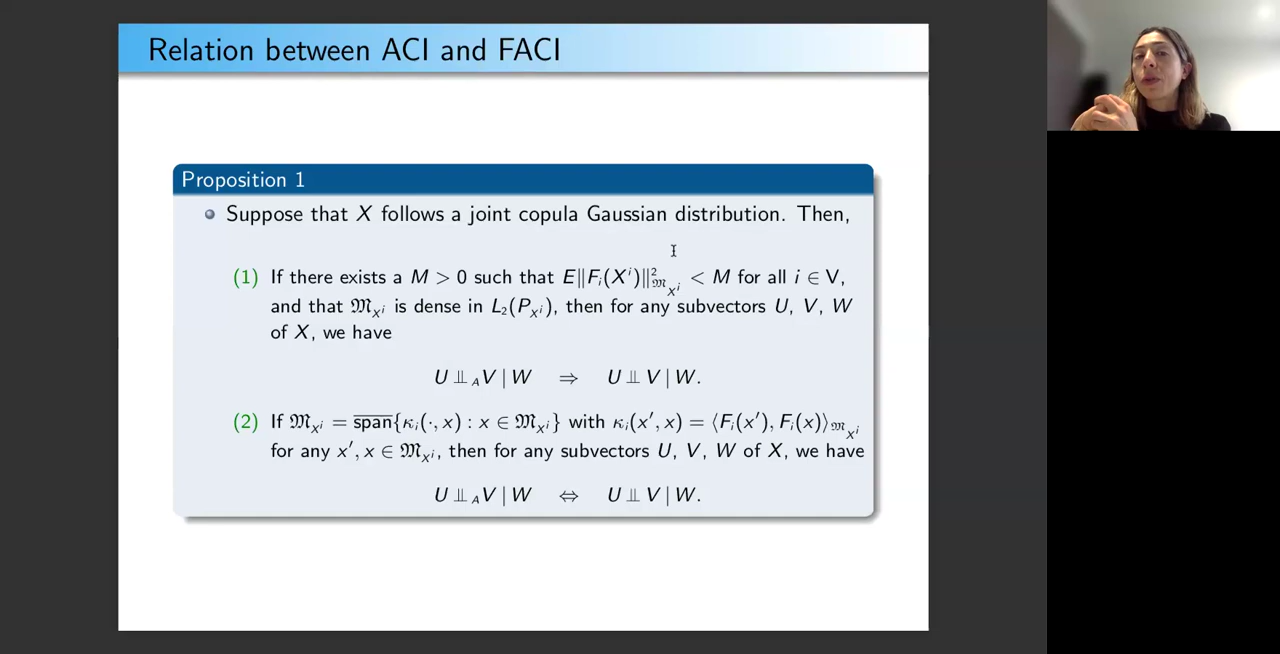 Relation between ACI and FACI
Proposition 1
Suppose that X follows a joint copula Gaussian distribution. Then,
(1) If there exists a M > 0 such that E‖F_i(X^i)‖²_{𝔐_{X^i}} < M for all i ∈ V,
and that 𝔐_{X^i} is dense in L₂(P_{X^i}), then for any subvectors U, V, W
of X, we have
U ⫫_A V | W ⇒ U ⫫ V | W.
(2) If 𝔐_{X^i} = \overline{span}{κ_i(·, x) : x ∈ 𝔐_{X^i}} with κ_i(x′, x) = ⟨F_i(x′), F_i(x)⟩_{𝔐_{X^i}}
for any x′, x ∈ 𝔐_{X^i}, then for any subvectors U, V, W of X, we have
U ⫫_A V | W ⇔ U ⫫ V | W.